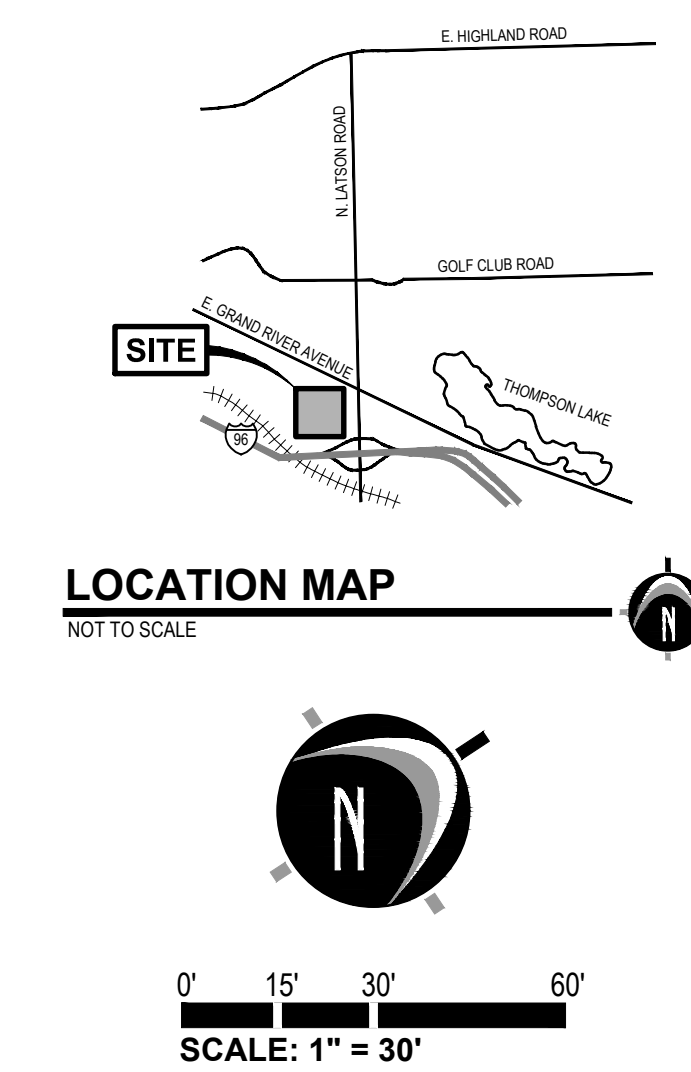 E. HIGHLAND ROAD
N. LATSON ROAD
GOLF CLUB ROAD
E. GRAND RIVER AVENUE
SITE
THOMPSON LAKE
96
LOCATION MAP
N
NOT TO SCALE
N
0' 15' 30' 60'
SCALE: 1" = 30'